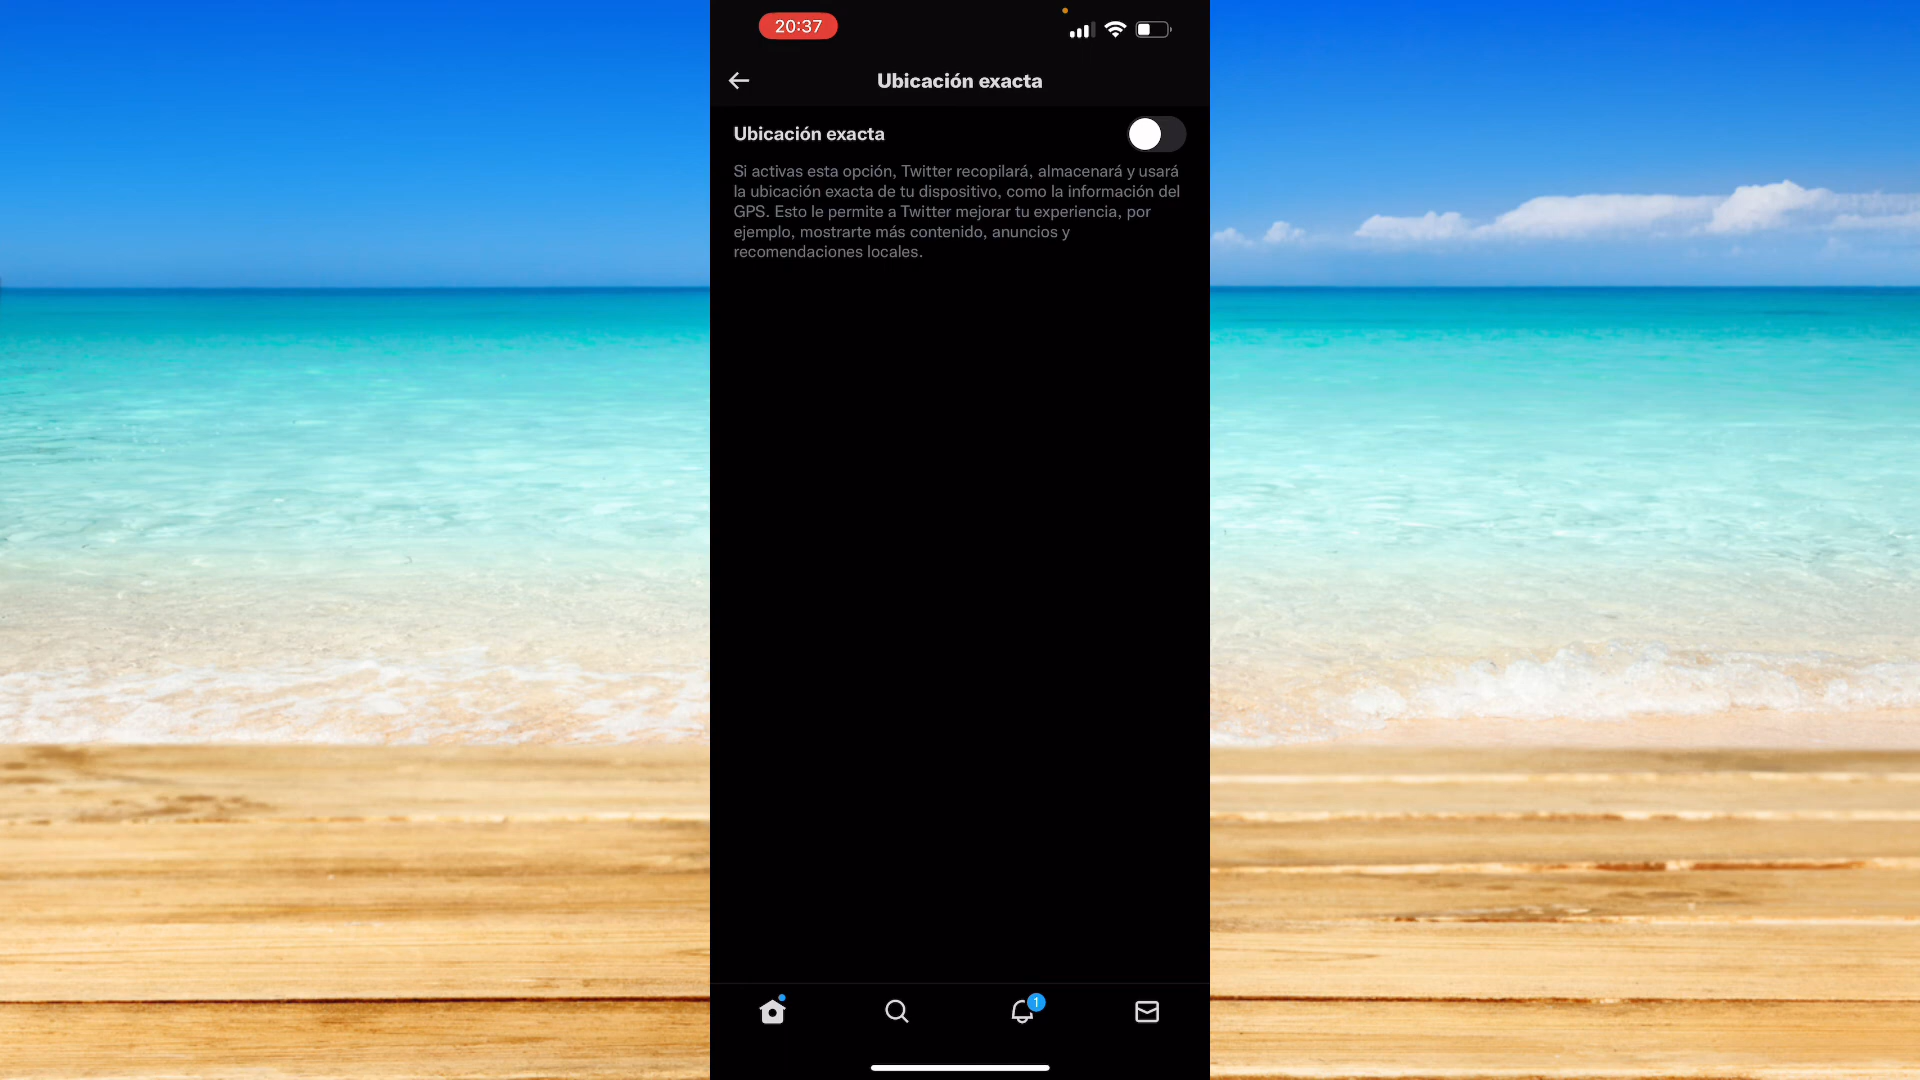 20:37
Ubicación exacta
Ubicación exacta
Si activas esta opción, Twitter recopilará, almacenará y usará
la ubicación exacta de tu dispositivo, como la información del
GPS. Esto le permite a Twitter mejorar tu experiencia, por
ejemplo, mostrarte más contenido, anuncios y
recomendaciones locales.
1